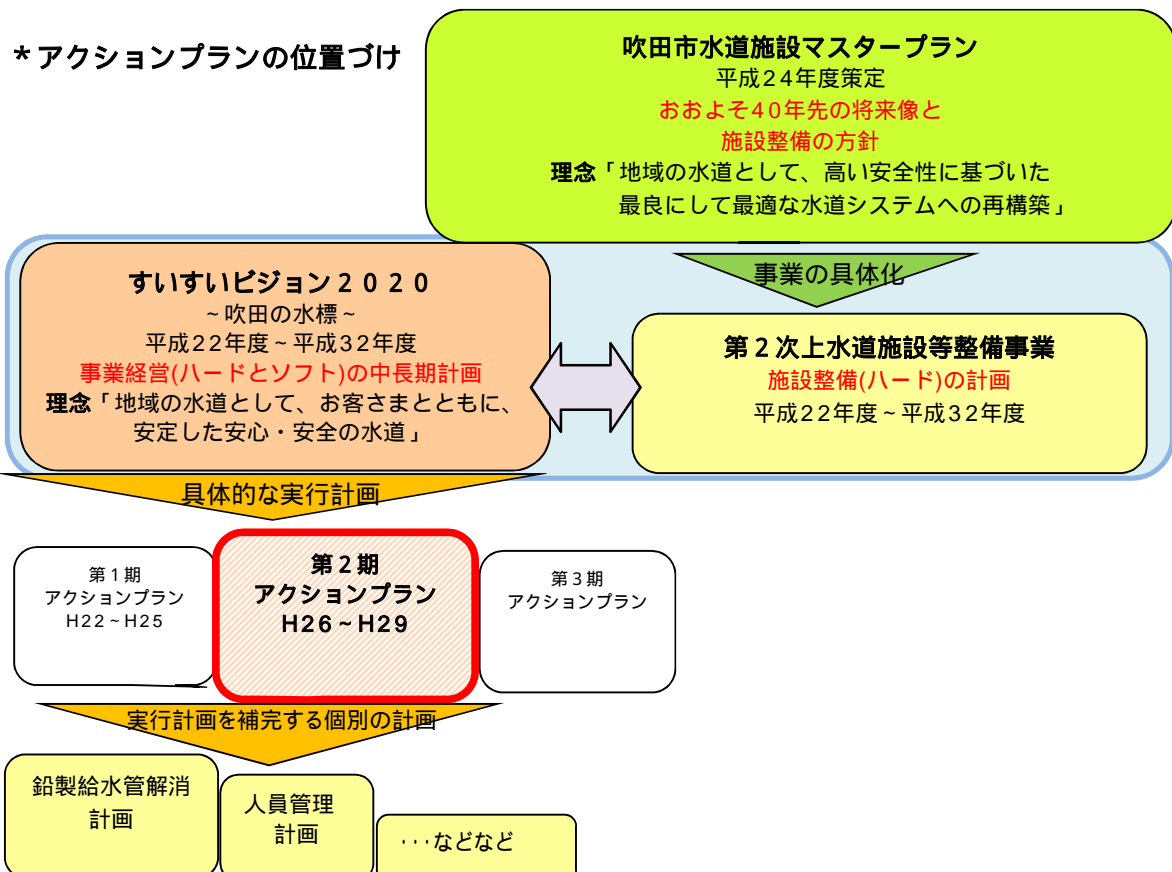 *アクションプランの位置づけ
吹田市水道施設マスタープラン
平成24年度策定
おおよそ40年先の将来像と
施設整備の方針
理念「地域の水道として、高い安全性に基づいた
最良にして最適な水道システムへの再構築」
事業の具体化
すいすいビジョン2020
~吹田の水標~
平成22年度~平成32年度
事業経営(ハードとソフト)の中長期計画
理念「地域の水道として、お客さまとともに、
安定した安心・安全の水道」
第2次上水道施設等整備事業
施設整備(ハード)の計画
平成22年度~平成32年度
具体的な実行計画
第1期
アクションプラン
H22~H25
第2期
アクションプラン
H26~H29
第3期
アクションプラン
実行計画を補完する個別の計画
鉛製給水管解消
計画
人員管理
計画
・・・などなど